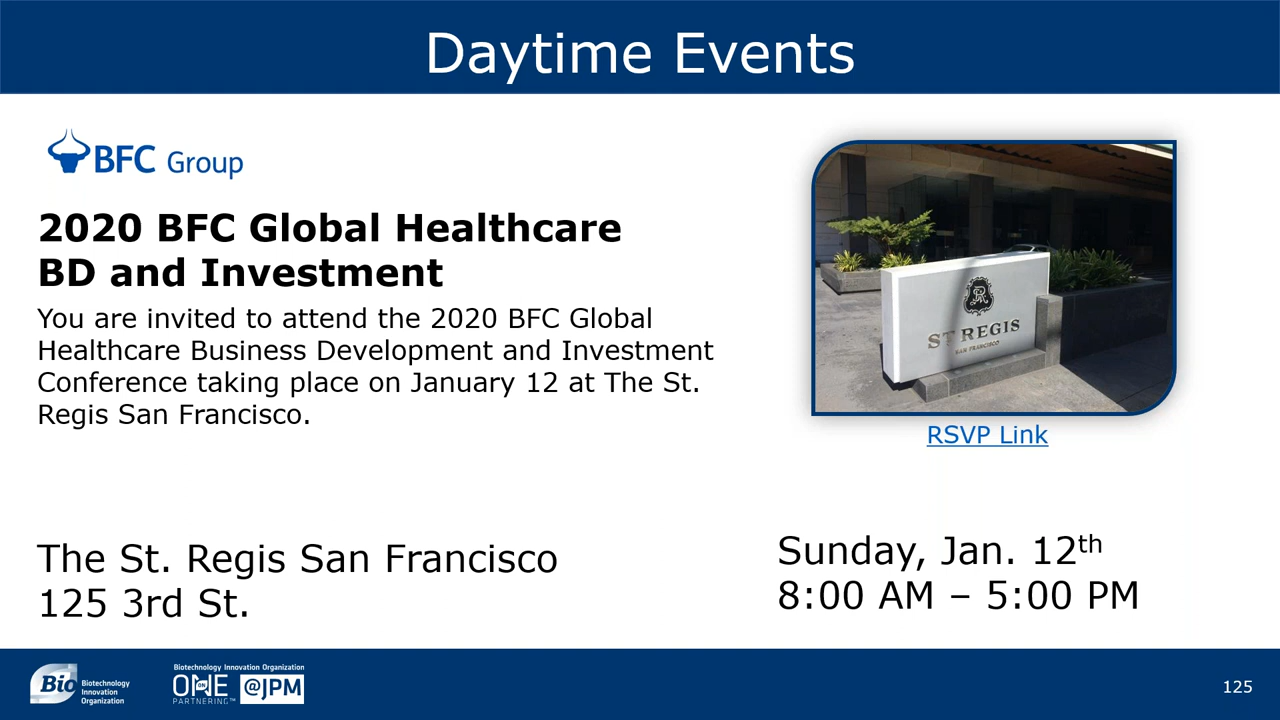 Daytime Events
BFC Group
2020 BFC Global Healthcare
BD and Investment
You are invited to attend the 2020 BFC Global
Healthcare Business Development and Investment
Conference taking place on January 12 at The St.
Regis San Francisco.
ST REGIS
SAN FRANCISCO
RSVP Link
The St. Regis San Francisco
125 3rd St.
Sunday, Jan. 12th
8:00 AM – 5:00 PM
Bio
Biotechnology
Innovation
Organization
Biotechnology Innovation Organization
ONE
ON
PARTNERING™
@JPM
125